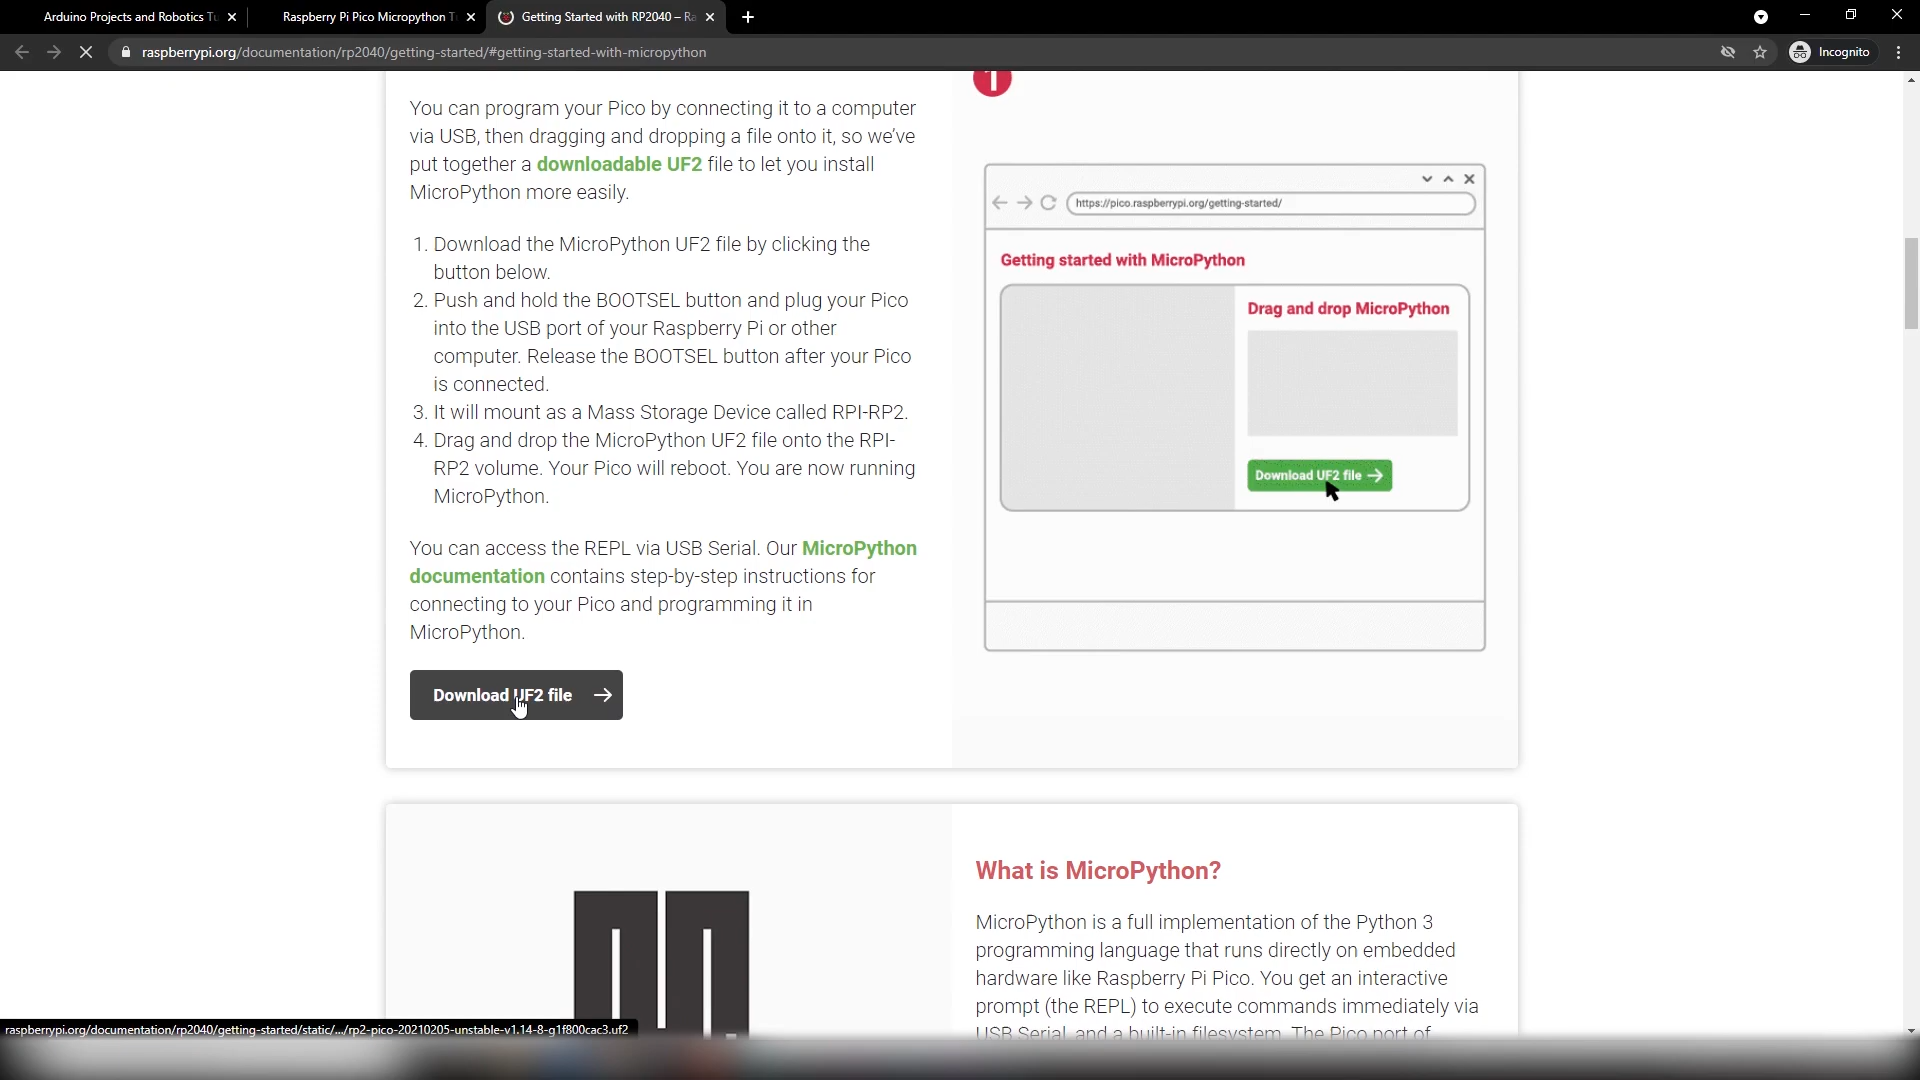 Arduino Projects and Robotics Tu
Raspberry Pi Pico Micropython T
Getting Started with RP2040 – Ra
raspberrypi.org/documentation/rp2040/getting-started/#getting-started-with-micropython
Incognito
You can program your Pico by connecting it to a computer
via USB, then dragging and dropping a file onto it, so we've
put together a downloadable UF2 file to let you install
MicroPython more easily.
1. Download the MicroPython UF2 file by clicking the
button below.
2. Push and hold the BOOTSEL button and plug your Pico
into the USB port of your Raspberry Pi or other
computer. Release the BOOTSEL button after your Pico
is connected.
3. It will mount as a Mass Storage Device called RPI-RP2.
4. Drag and drop the MicroPython UF2 file onto the RPI-
RP2 volume. Your Pico will reboot. You are now running
MicroPython.
You can access the REPL via USB Serial. Our MicroPython
documentation contains step-by-step instructions for
connecting to your Pico and programming it in
MicroPython.
Download UF2 file →
1
https://pico.raspberrypi.org/getting-started/
Getting started with MicroPython
Drag and drop MicroPython
Download UF2 file →
What is MicroPython?
MicroPython is a full implementation of the Python 3
programming language that runs directly on embedded
hardware like Raspberry Pi Pico. You get an interactive
prompt (the REPL) to execute commands immediately via
USB Serial, and a built-in filesystem. The Pico port of
raspberrypi.org/documentation/rp2040/getting-started/static/.../rp2-pico-20210205-unstable-v1.14-8-g1f800cac3.uf2